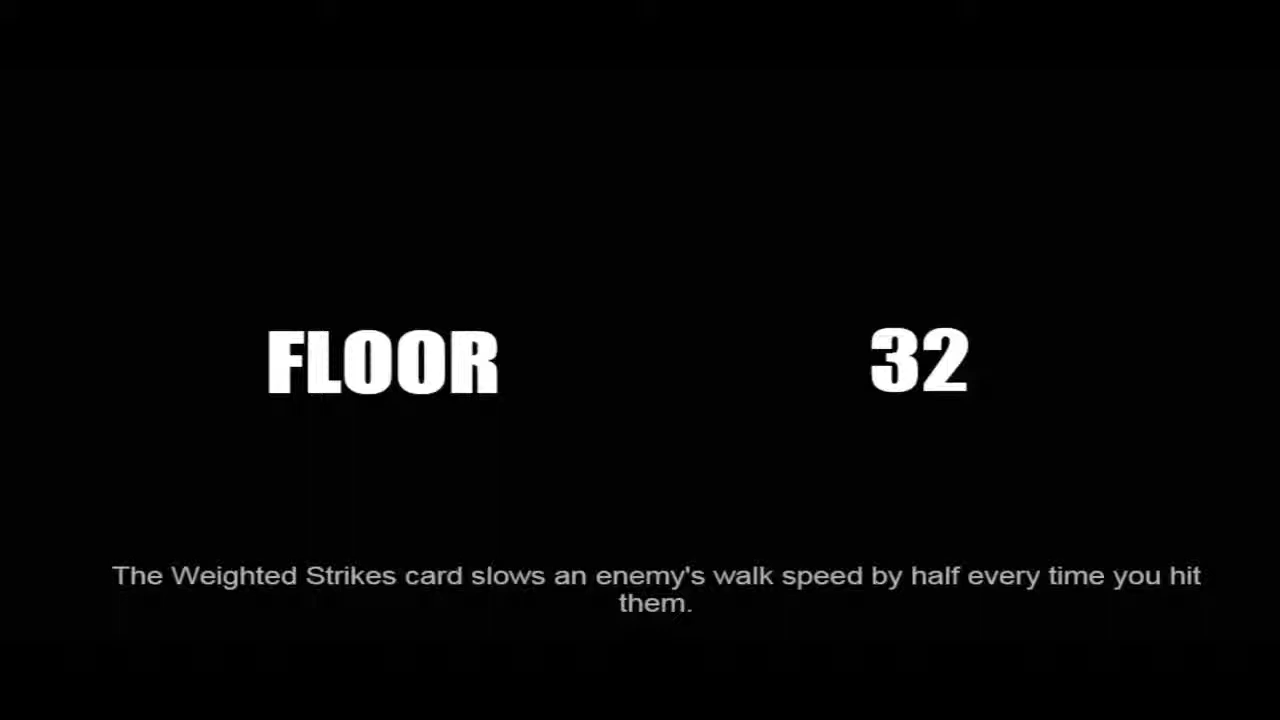 FLOOR 32
The Weighted Strikes card slows an enemy's walk speed by half every time you hit
them.